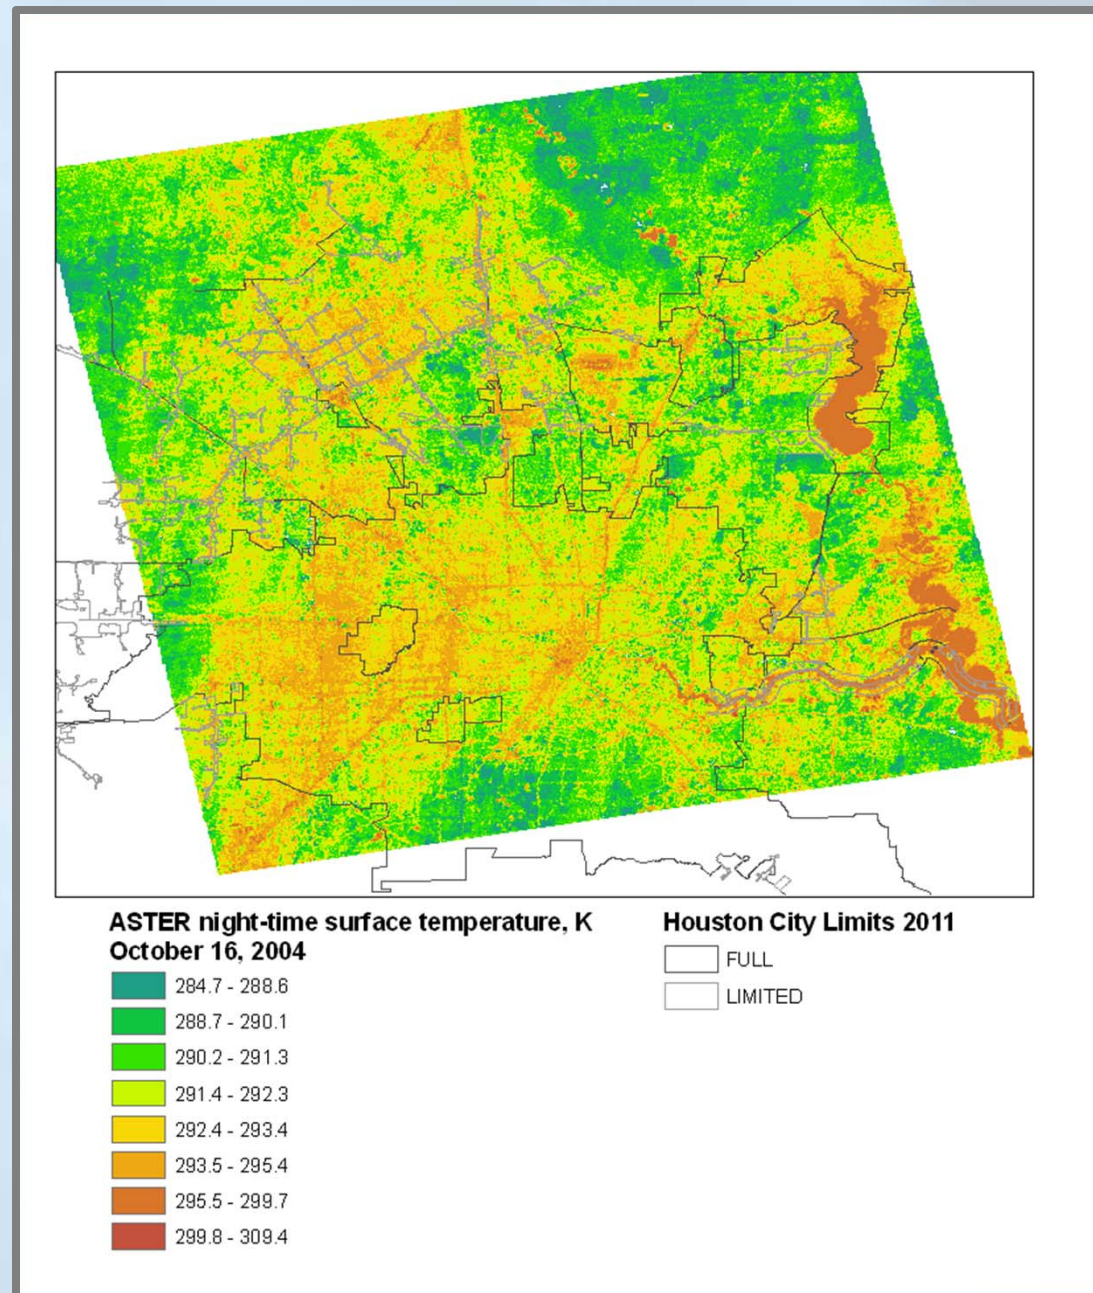 ASTER night-time surface temperature, K
October 16, 2004
284.7 - 288.6
288.7 - 290.1
290.2 - 291.3
291.4 - 292.3
292.4 - 293.4
293.5 - 295.4
295.5 - 299.7
299.8 - 309.4
Houston City Limits 2011
FULL
LIMITED